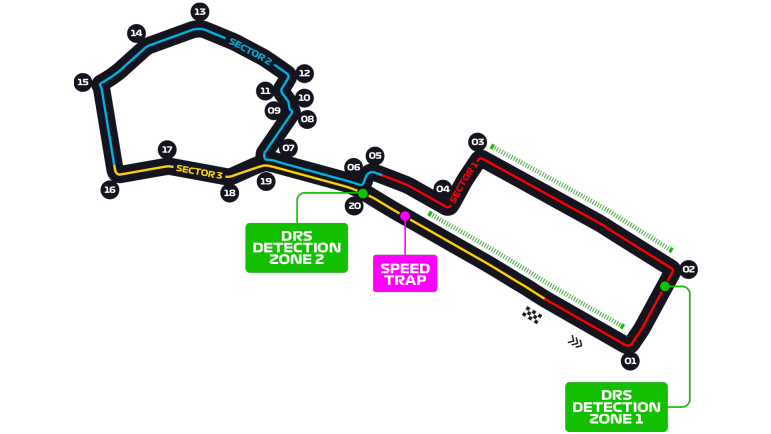 13
14
SECTOR 2
12
15
11
10
09
08
03
17
07
05
06
SECTOR 3
04
SECTOR 1
16
18
19
20
02
DRS
DETECTION
ZONE 2
SPEED
TRAP
01
DRS
DETECTION
ZONE 1